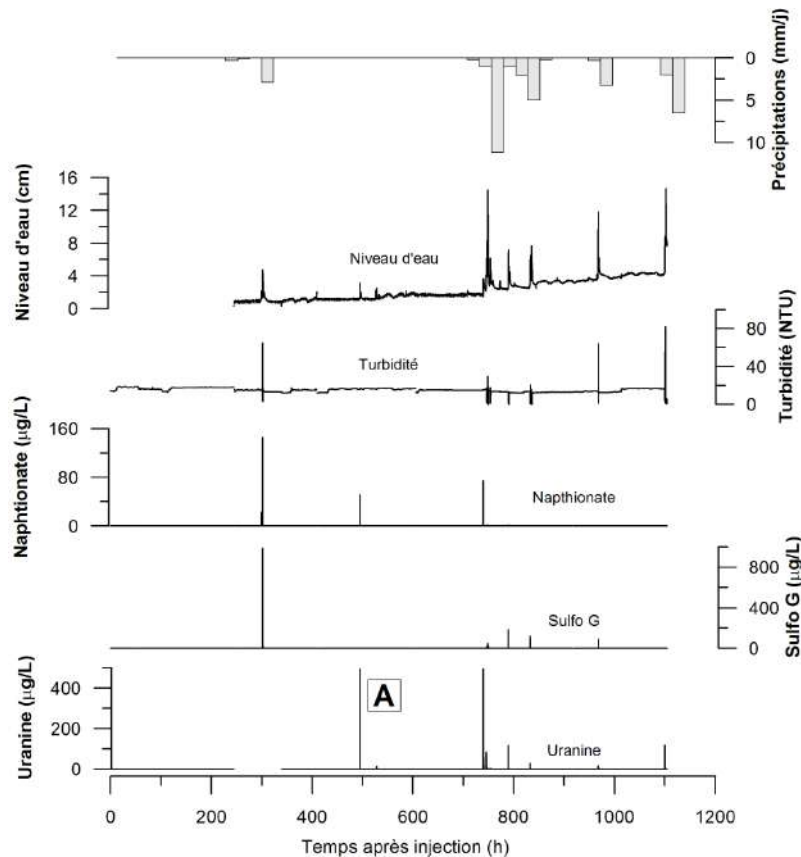 0
5
10
Précipitations (mm/j)
16
12
8
4
0
Niveau d'eau (cm)
Niveau d'eau
80
40
0
Turbidité (NTU)
Turbidité
160
80
0
Naphtionate (µg/L)
Napthionate
800
400
0
Sulfo G (µg/L)
Sulfo G
400
200
0
Uranine (µg/L)
A
Uranine
0 200 400 600 800 1000 1200
Temps après injection (h)